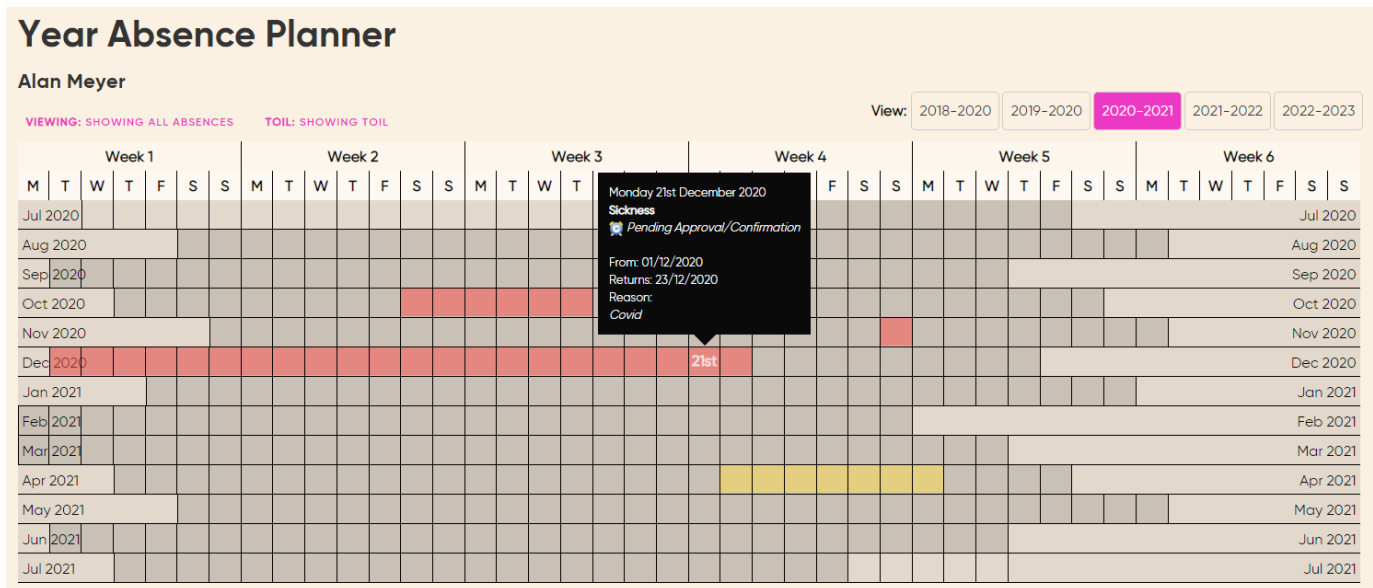 Year Absence Planner
Alan Meyer
VIEWING: SHOWING ALL ABSENCES TOIL: SHOWING TOIL
View: 2018-2020 2019-2020 2020-2021 2021-2022 2022-2023
Week 1 Week 2 Week 3 Week 4 Week 5 Week 6
M T W T F S S M T W T F S S M T W T F S S M T W T F S S M T W T F S S
Monday 21st December 2020
Sickness
⏰ Pending Approval/Confirmation
From: 01/12/2020
Returns: 23/12/2020
Reason:
Covid
Jul 2020 Jul 2020
Aug 2020 Aug 2020
Sep 2020 Sep 2020
Oct 2020 Oct 2020
Nov 2020 Nov 2020
Dec 2020 21st Dec 2020
Jan 2021 Jan 2021
Feb 2021 Feb 2021
Mar 2021 Mar 2021
Apr 2021 Apr 2021
May 2021 May 2021
Jun 2021 Jun 2021
Jul 2021 Jul 2021